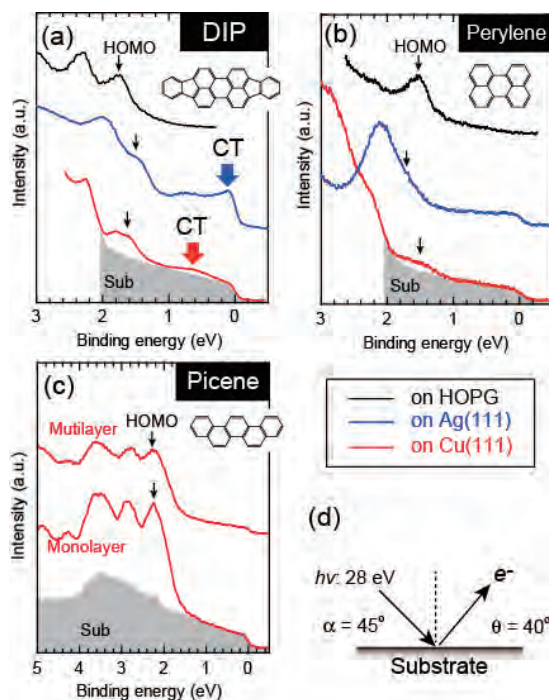 (a)
DIP
HOMO
CT
CT
Sub
Intensity (a.u.)
3 2 1 0
Binding energy (eV)
(b)
Perylene
HOMO
Sub
Intensity (a.u.)
3 2 1 0
Binding energy (eV)
(c)
Picene
HOMO
Mutilayer
Monolayer
Sub
Intensity (a.u.)
5 4 3 2 1 0
Binding energy (eV)
on HOPG
on Ag(111)
on Cu(111)
(d)
hν: 28 eV
e-
α = 45°
θ = 40°
Substrate